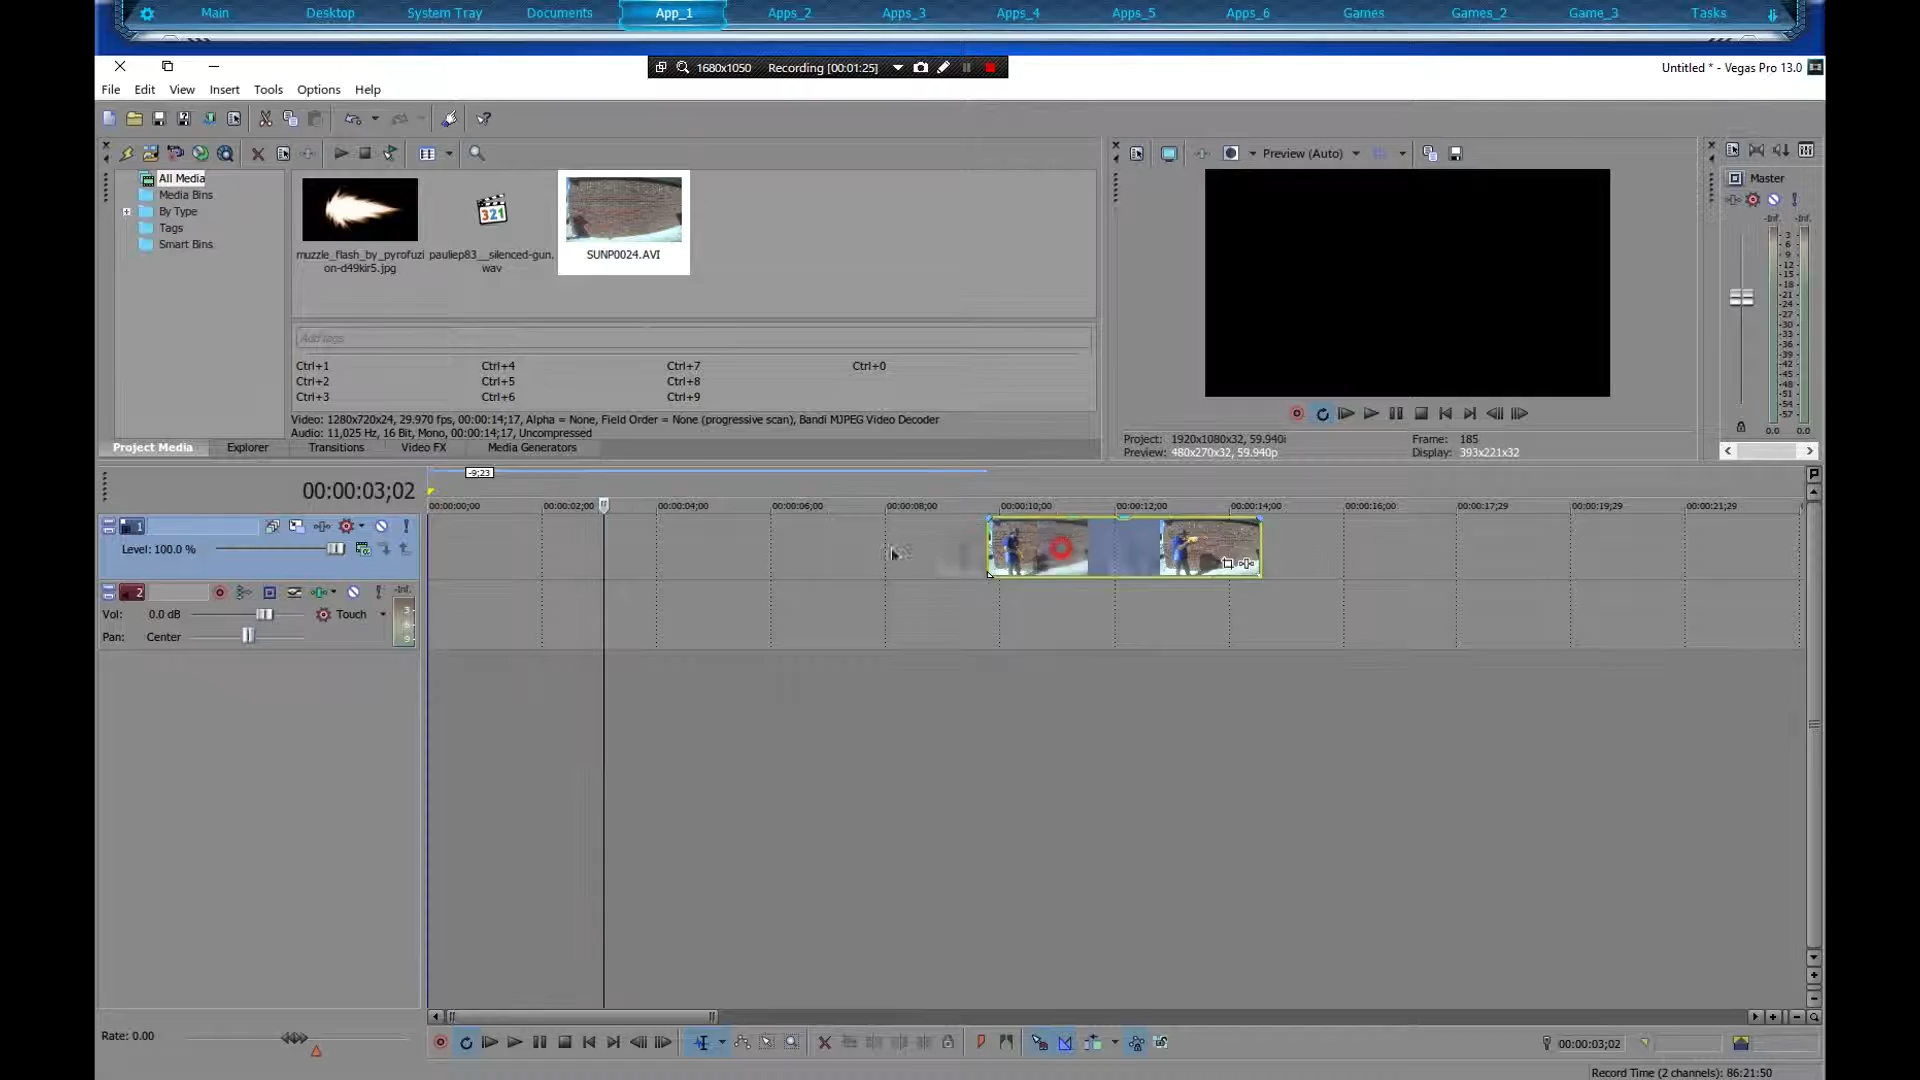 Main Desktop System Tray Documents App_1 Apps_2 Apps_3 Apps_4 Apps_5 Apps_6 Games Games_2 Game_3 Tasks
1680x1050 Recording [00:01:25]
Untitled * - Vegas Pro 13.0
File Edit View Insert Tools Options Help
Preview (Auto)
All Media
Media Bins
By Type
Tags
Smart Bins
321
muzzle_flash_by_pyrofuzi
on-d49kir5.jpg
pauliep83__silenced-gun.
wav
SUNP0024.AVI
Master
-Inf. -Inf.
3
6
9
12
15
18
21
24
27
30
33
36
39
42
45
48
51
54
57
0.0 0.0
Add tags
Ctrl+1 Ctrl+4 Ctrl+7 Ctrl+0
Ctrl+2 Ctrl+5 Ctrl+8
Ctrl+3 Ctrl+6 Ctrl+9
Video: 1280x720x24, 29.970 fps, 00:00:14;17, Alpha = None, Field Order = None (progressive scan), Bandi MJPEG Video Decoder
Audio: 11,025 Hz, 16 Bit, Mono, 00:00:14;17, Uncompressed
Project Media Explorer Transitions Video FX Media Generators
Project: 1920x1080x32, 59.940i Frame: 185
Preview: 480x270x32, 59.940p Display: 393x221x32
-9;23
00:00:03;02
00:00:00;00 00:00:02;00 00:00:04;00 00:00:06;00 00:00:08;00 00:00:10;00 00:00:12;00 00:00:14;00 00:00:16;00 00:00:17;29 00:00:19;29 00:00:21;29
1
Level: 100.0 %
2
-Inf.
Vol: 0.0 dB Touch
3
6
9
Pan: Center
Rate: 0.00
00:00:03;02
Record Time (2 channels): 86:21:50